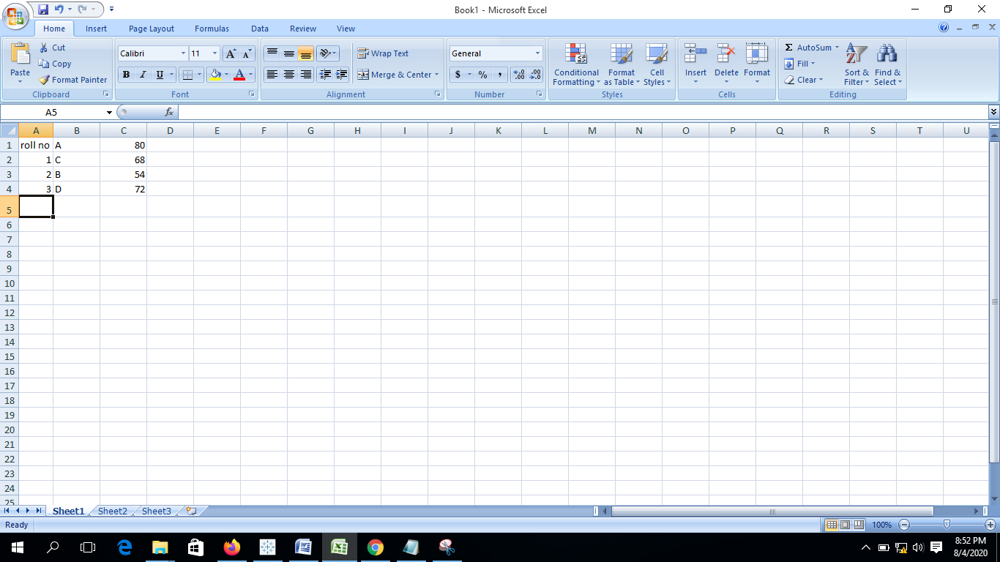 Book1 - Microsoft Excel
Home Insert Page Layout Formulas Data Review View
Paste
Cut
Copy
Format Painter
Clipboard
Calibri 11
B I U A
Font
Wrap Text
Merge & Center
Alignment
General
$ % , .00 .00
Number
Conditional Formatting
Format as Table
Cell Styles
Styles
Insert Delete Format
Cells
Σ AutoSum
Fill
Clear
Sort & Filter
Find & Select
Editing
A5 fx
A B C D E F G H I J K L M N O P Q R S T U
1 roll no A 80
2 1 C 68
3 2 B 54
4 3 D 72
5
6
7
8
9
10
11
12
13
14
15
16
17
18
19
20
21
22
23
24
25
Sheet1 Sheet2 Sheet3
Ready 100%
8:52 PM
8/4/2020